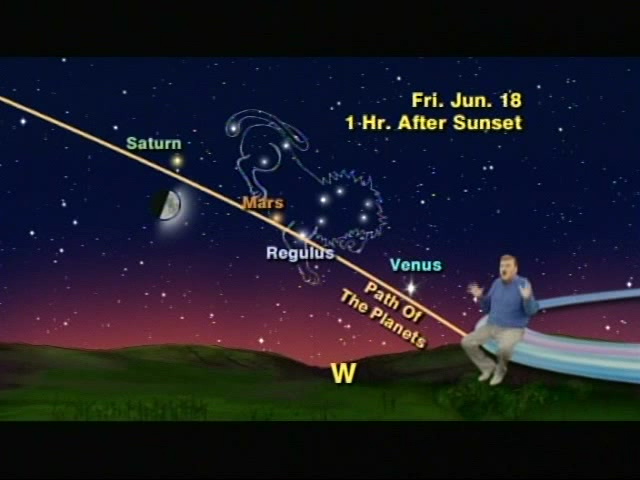 Fri. Jun. 18
1 Hr. After Sunset
Saturn
Mars
Regulus
Venus
Path Of
The Planets
W